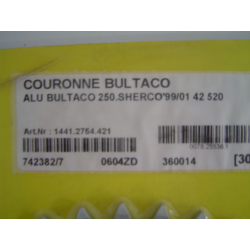 COURONNE BULTACO
ALU BULTACO 250.SHERCO'99/01 42 520
Art.Nr : 1441.2764.421
742382/7 0604ZD 360014 [30